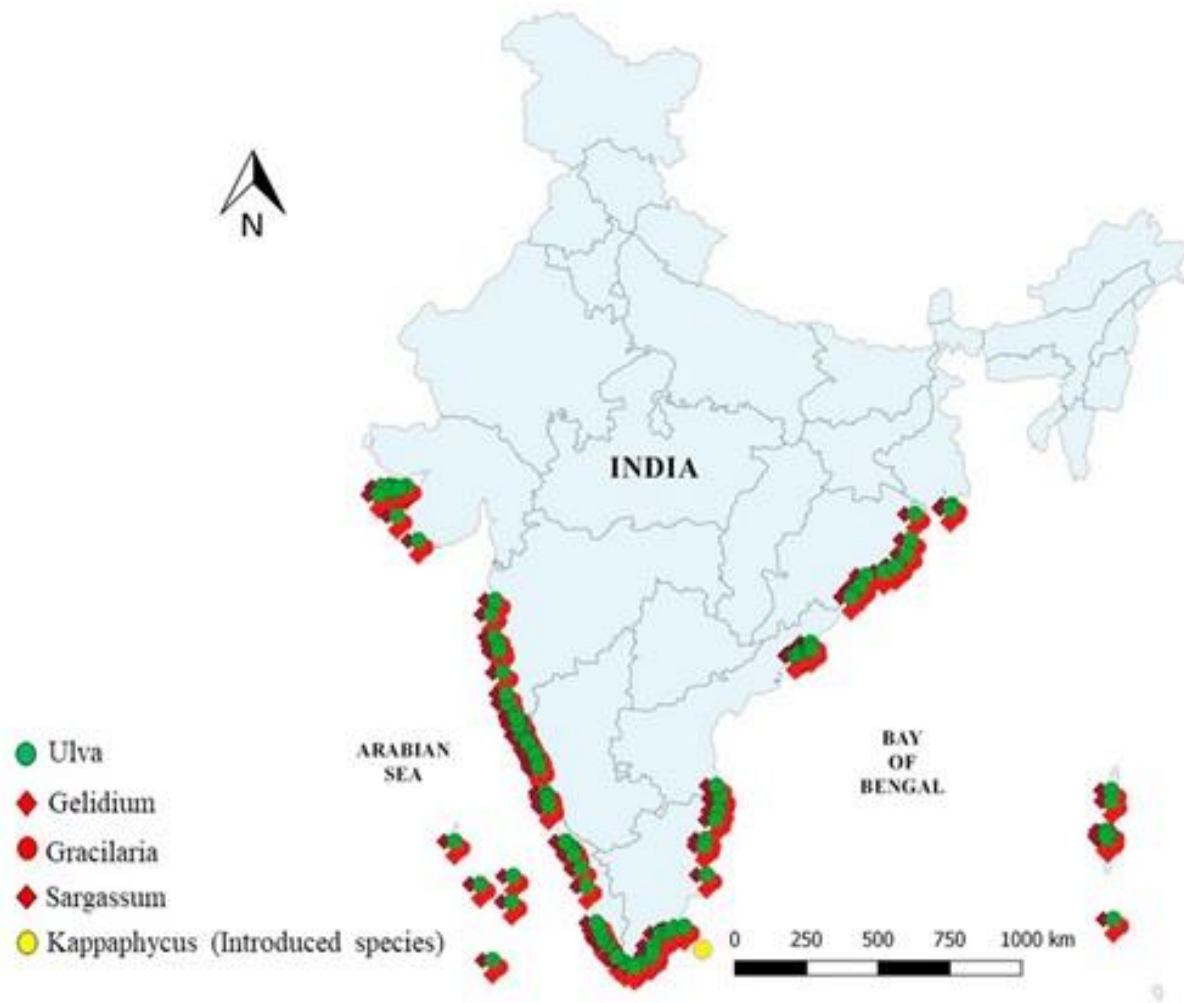 N
INDIA
ARABIAN
SEA
BAY
OF
BENGAL
Ulva
Gelidium
Gracilaria
Sargassum
Kappaphycus (Introduced species)
0 250 500 750 1000 km
9